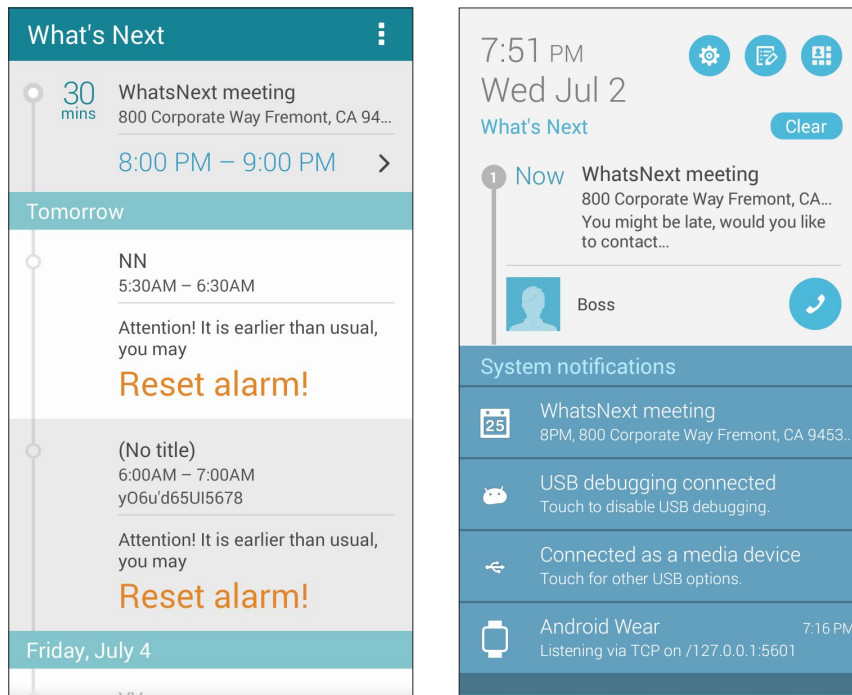 What's Next
30
mins
WhatsNext meeting
800 Corporate Way Fremont, CA 94...
8:00 PM – 9:00 PM
Tomorrow
NN
5:30AM – 6:30AM
Attention! It is earlier than usual,
you may
Reset alarm!
(No title)
6:00AM – 7:00AM
yO6u'd65UI5678
Attention! It is earlier than usual,
you may
Reset alarm!
Friday, July 4
7:51 PM
Wed Jul 2
What's Next
Clear
1
Now
WhatsNext meeting
800 Corporate Way Fremont, CA...
You might be late, would you like
to contact...
Boss
System notifications
25
WhatsNext meeting
8PM, 800 Corporate Way Fremont, CA 9453..
USB debugging connected
Touch to disable USB debugging.
Connected as a media device
Touch for other USB options.
Android Wear
7:16 PM
Listening via TCP on /127.0.0.1:5601